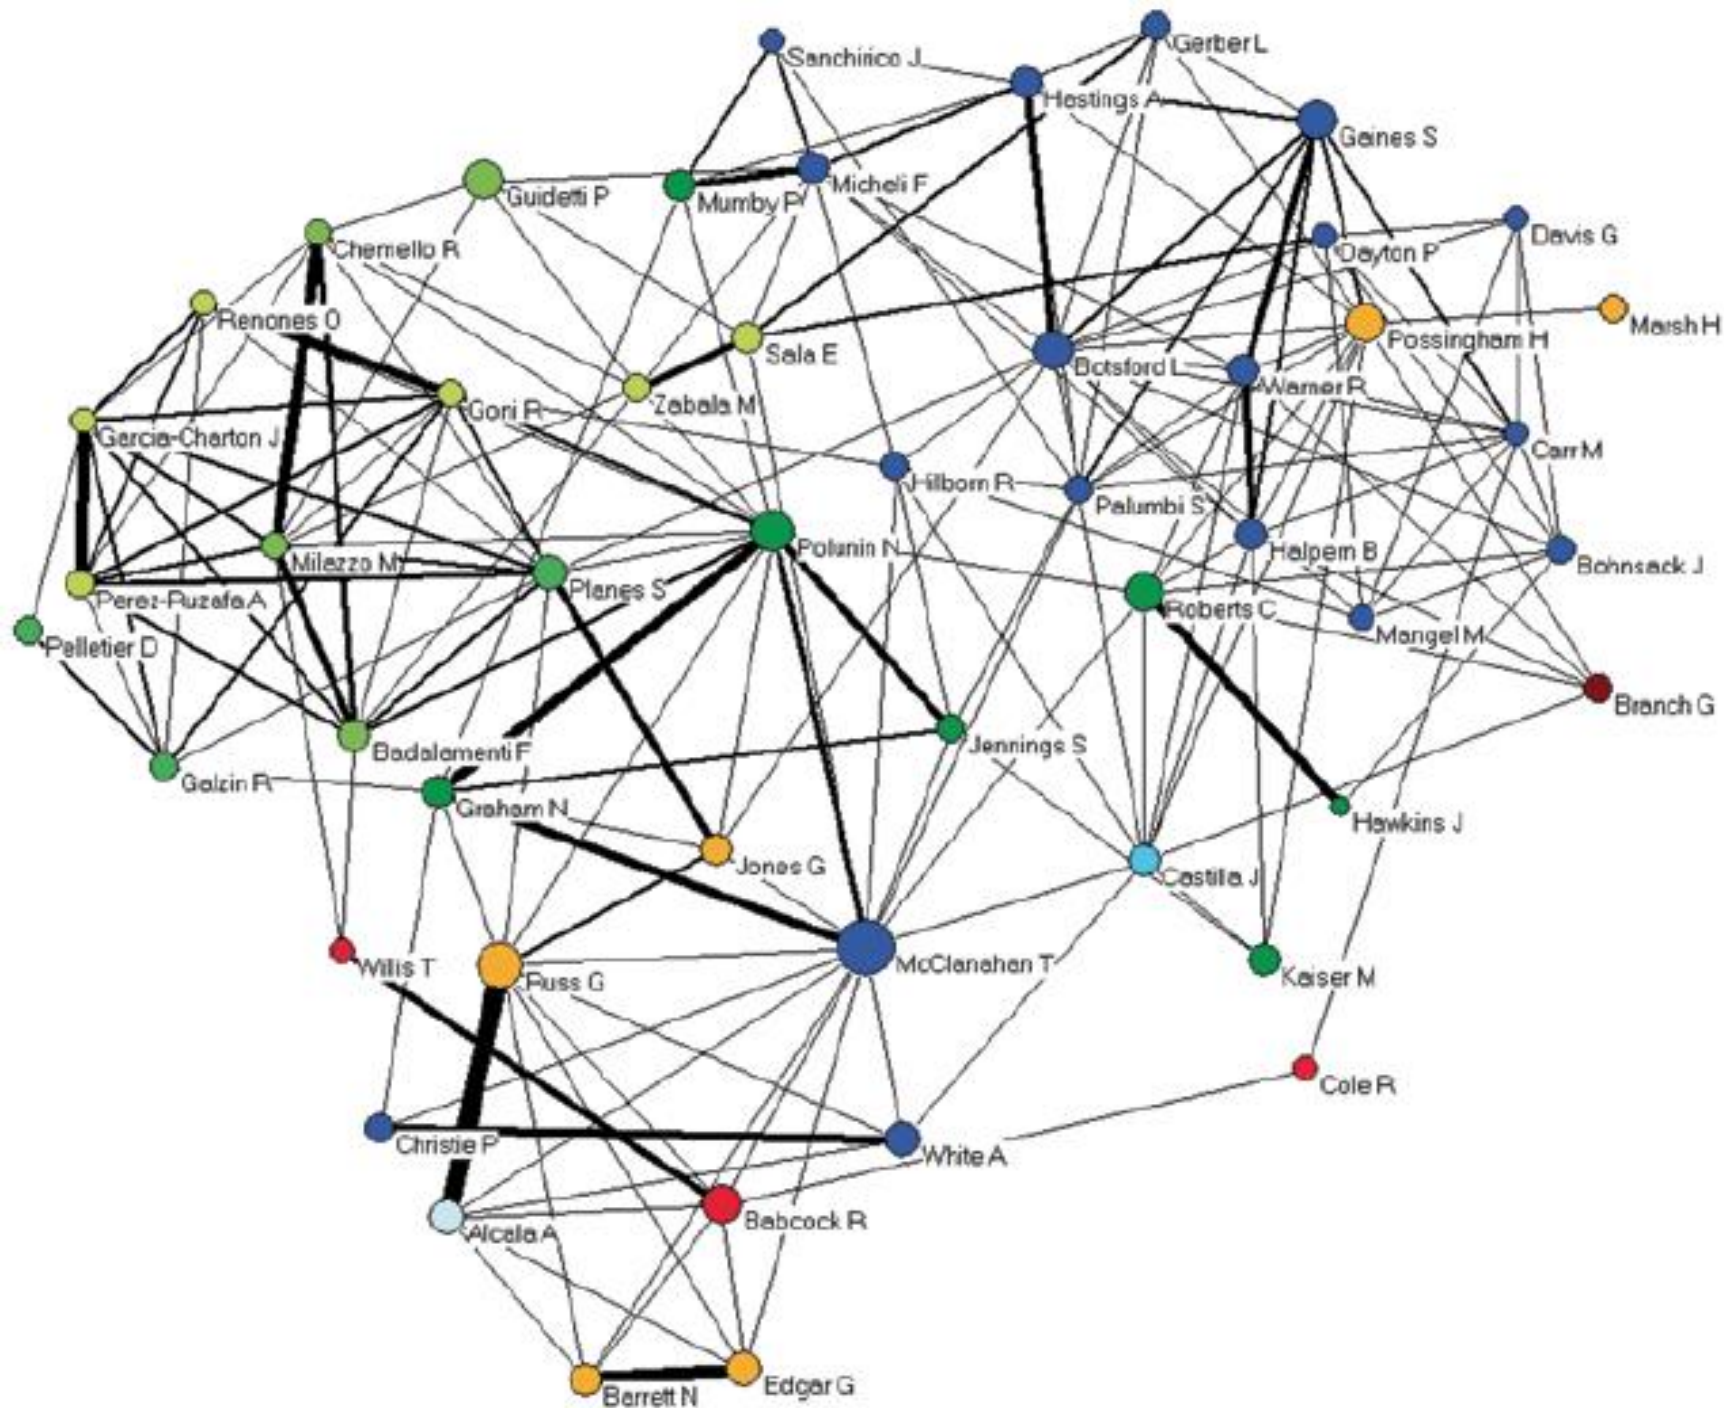 Gerber L
Sanchirico J
Hastings A
Gaines S
Guidetti P
Mumby P
Micheli F
Chemello R
Dayton P
Davis G
Renones O
Sala E
Possingham H
Marsh H
Botsford L
Warner R
Gori R
Zabala M
Garcia-Charton J
Hilborn R
Palumbi S
Carr M
Milazzo M
Planes S
Polunin N
Halpern B
Bohnsack J
Perez-Ruzafa A
Roberts C
Mangel M
Pelletier D
Branch G
Badalamenti F
Jennings S
Galzin R
Graham N
Hawkins J
Jones G
Castilla J
Willis T
Russ G
McClanahan T
Kaiser M
Cole R
Christie P
White A
Alcala A
Babcock R
Barrett N
Edgar G